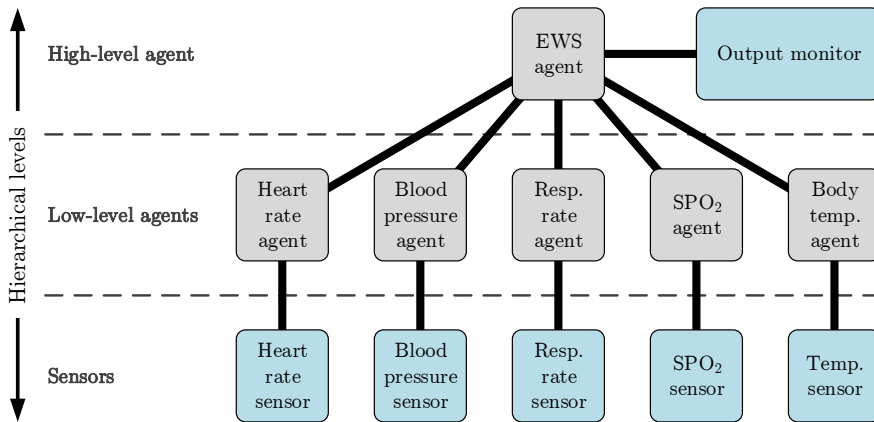 Hierarchical levels
High-level agent
EWS
agent
Output monitor
Low-level agents
Heart
rate
agent
Blood
pressure
agent
Resp.
rate
agent
SPO₂
agent
Body
temp.
agent
Sensors
Heart
rate
sensor
Blood
pressure
sensor
Resp.
rate
sensor
SPO₂
sensor
Temp.
sensor